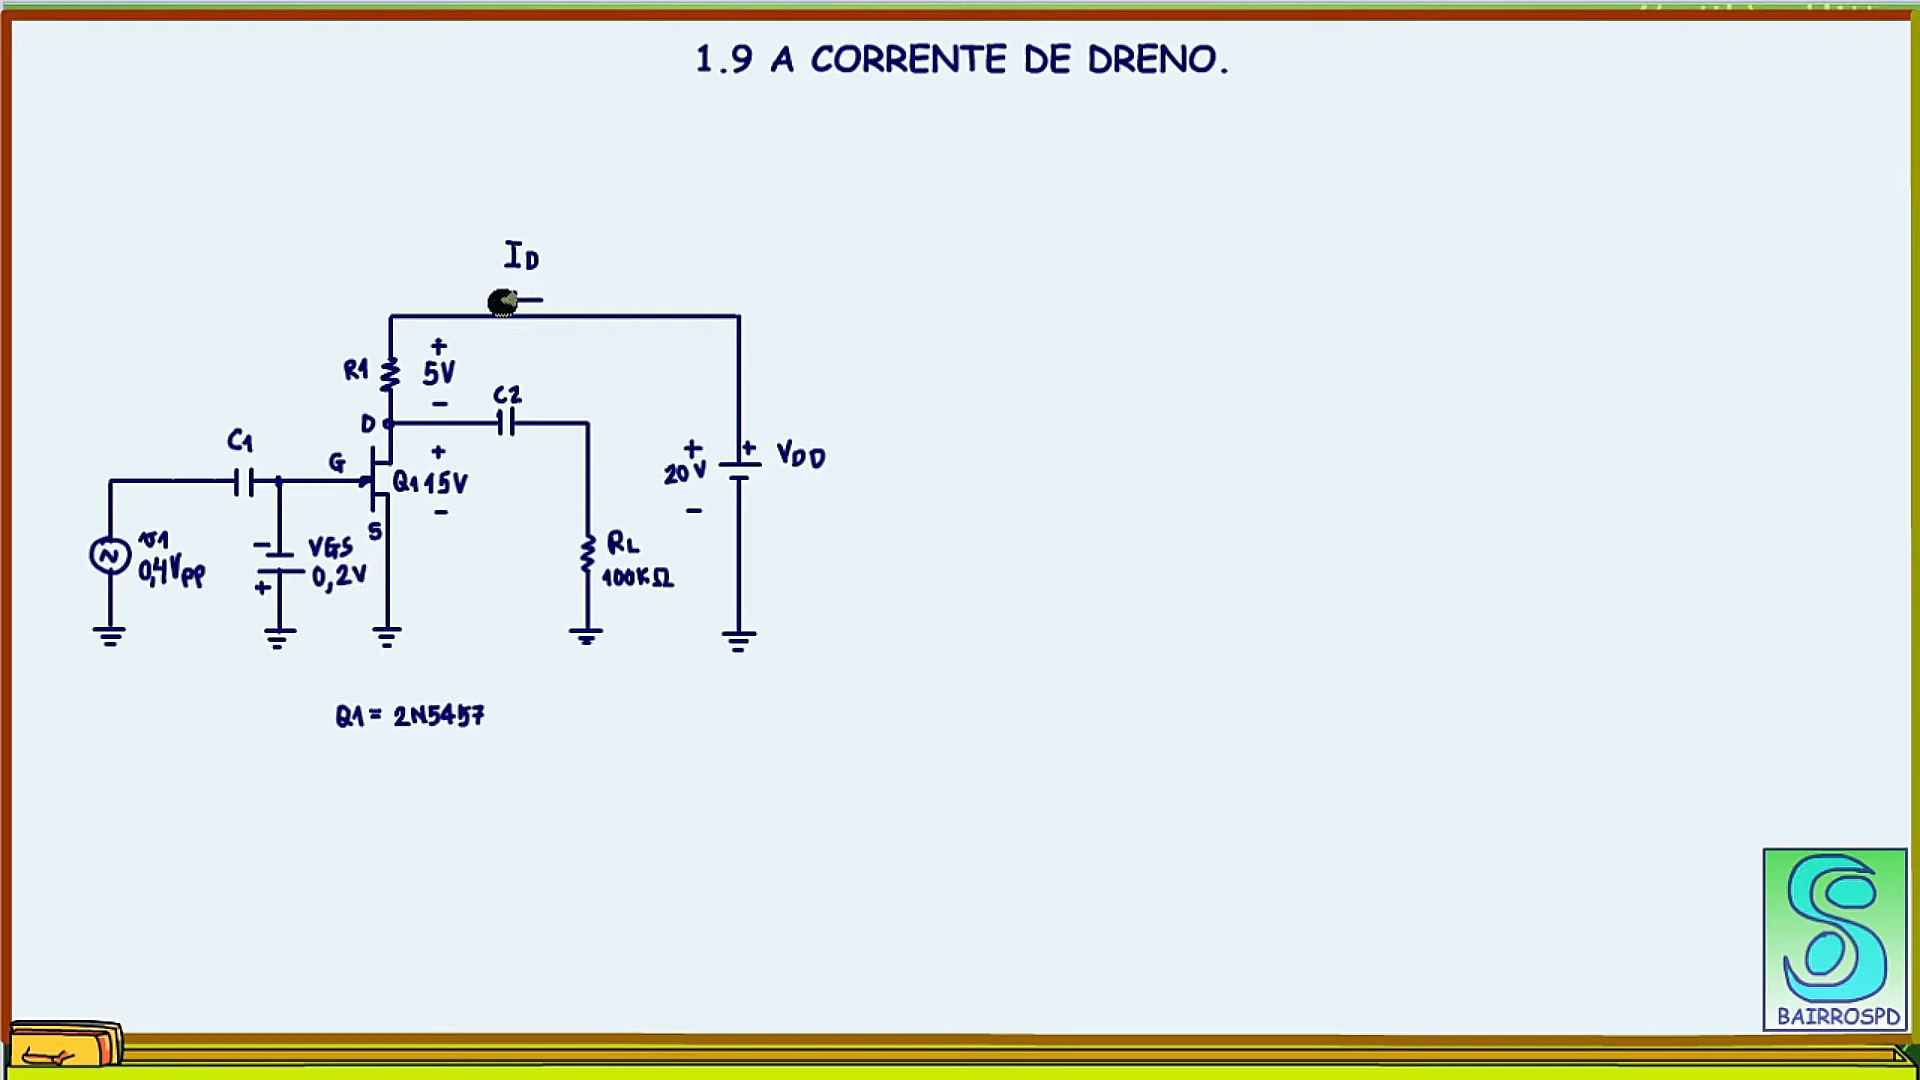 1.9 A CORRENTE DE DRENO.
ID
R1
+
5V
-
C2
D
C1
G
+
Q1 15V
-
S
+
20V
-
+
VDD
~
v1
0,4Vpp
-
+
VGS
0,2V
RL
100KΩ
Q1 = 2N5457
BAIRROSPD